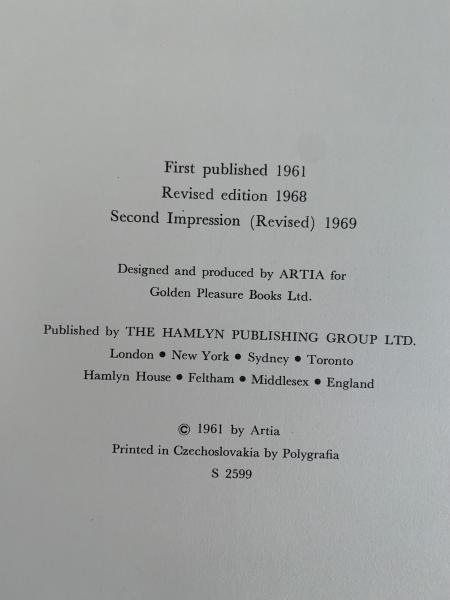 First published 1961
Revised edition 1968
Second Impression (Revised) 1969
Designed and produced by ARTIA for
Golden Pleasure Books Ltd.
Published by THE HAMLYN PUBLISHING GROUP LTD.
London • New York • Sydney • Toronto
Hamlyn House • Feltham • Middlesex • England
© 1961 by Artia
Printed in Czechoslovakia by Polygrafia
S 2599